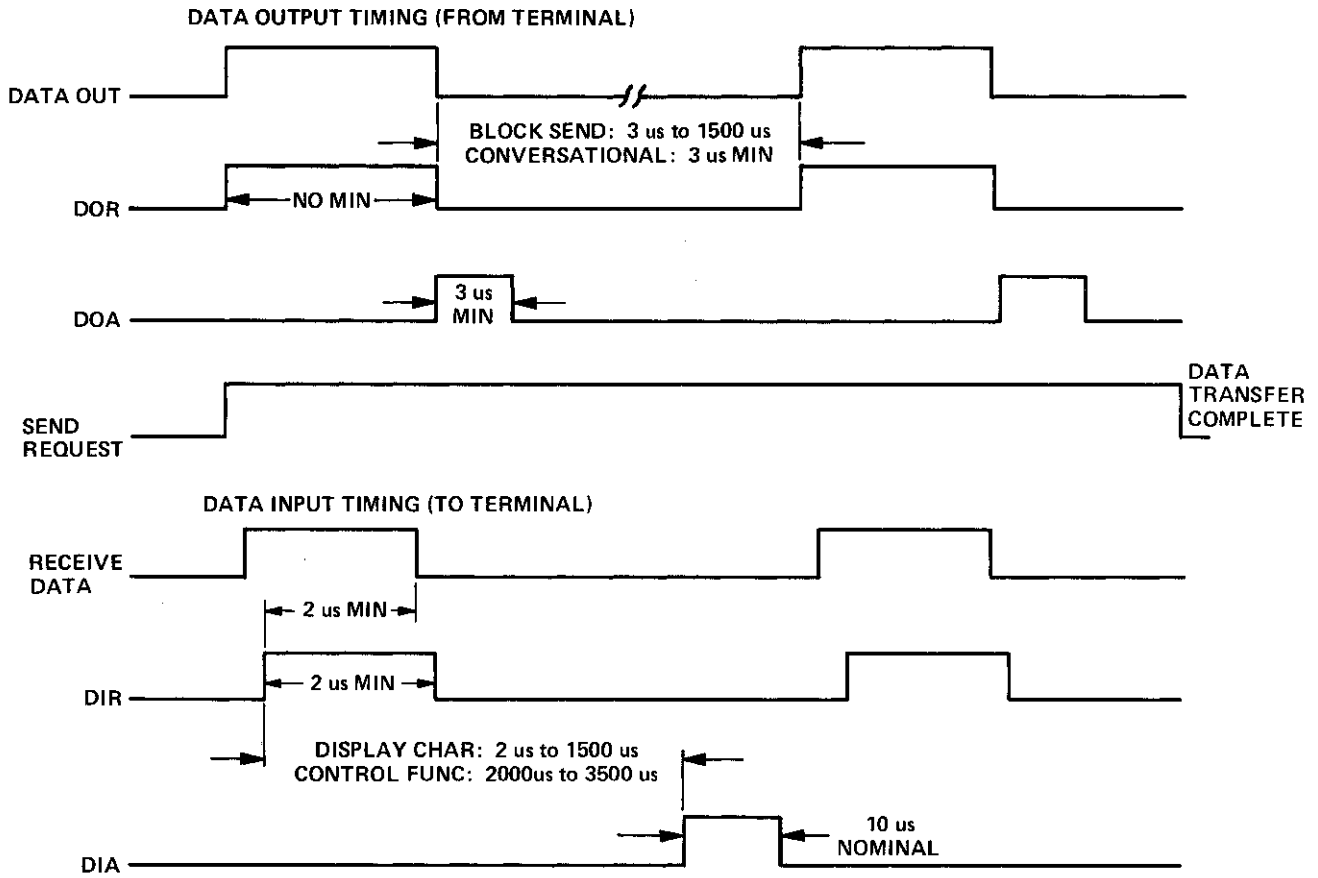 DATA OUTPUT TIMING (FROM TERMINAL)
DATA OUT
BLOCK SEND: 3 us to 1500 us
CONVERSATIONAL: 3 us MIN
DOR
NO MIN
DOA
3 us
MIN
SEND
REQUEST
DATA
TRANSFER
COMPLETE
DATA INPUT TIMING (TO TERMINAL)
RECEIVE
DATA
2 us MIN
DIR
2 us MIN
DISPLAY CHAR: 2 us to 1500 us
CONTROL FUNC: 2000us to 3500 us
DIA
10 us
NOMINAL